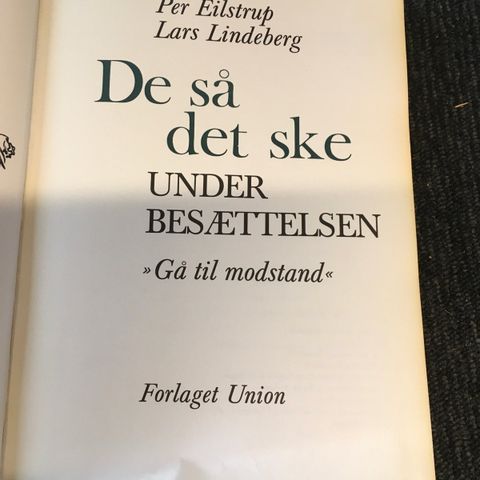 Per Eilstrup
Lars Lindeberg
De så
det ske
UNDER
BESÆTTELSEN
»Gå til modstand«
Forlaget Union